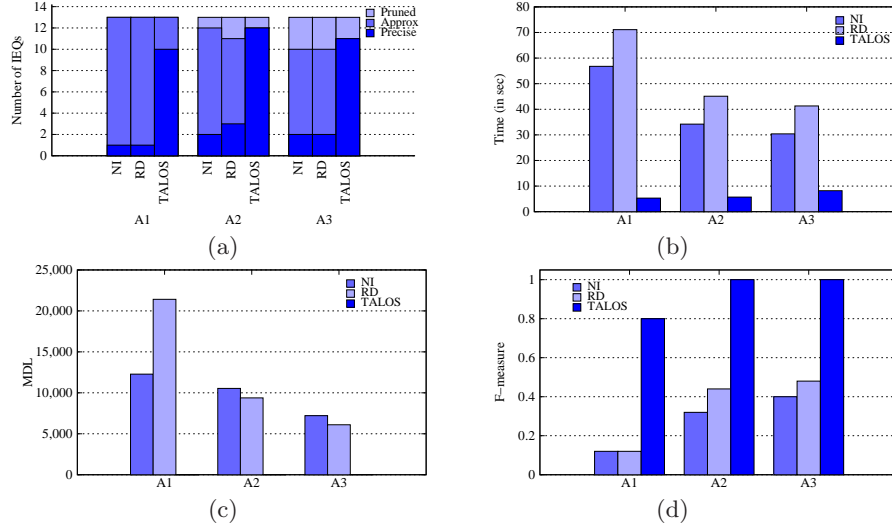 14
12
10
8
6
4
2
0
Number of IEQs
Pruned
Approx
Precise
NI
RD
TALOS
NI
RD
TALOS
NI
RD
TALOS
A1
A2
A3
(a)
80
70
60
50
40
30
20
10
0
Time (in sec)
NI
RD
TALOS
A1
A2
A3
(b)
25,000
20,000
15,000
10,000
5,000
0
MDL
NI
RD
TALOS
A1
A2
A3
(c)
1
0.8
0.6
0.4
0.2
0
F−measure
NI
RD
TALOS
A1
A2
A3
(d)